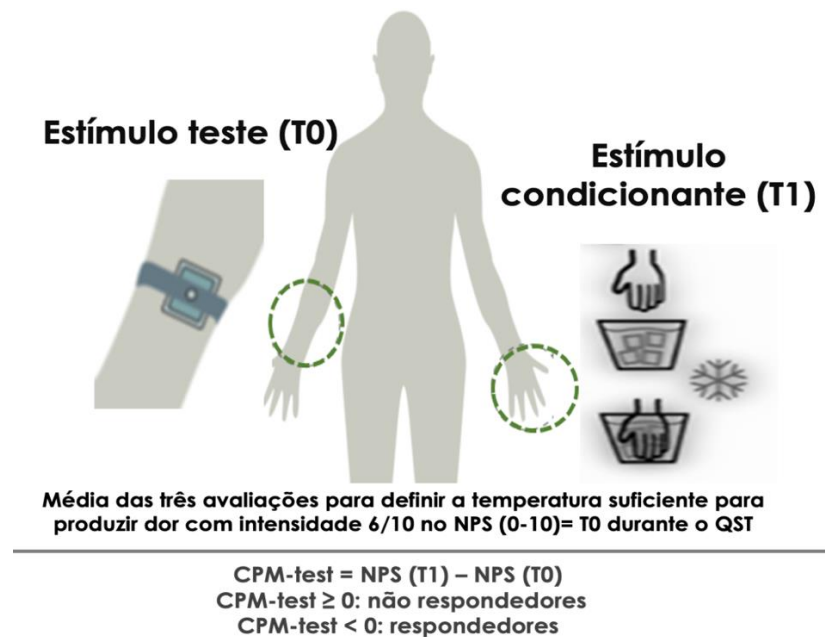 Estímulo teste (T0)
Estímulo
condicionante (T1)
Média das três avaliações para definir a temperatura suficiente para
produzir dor com intensidade 6/10 no NPS (0-10)= T0 durante o QST
CPM-test = NPS (T1) – NPS (T0)
CPM-test ≥ 0: não respondedores
CPM-test < 0: respondedores